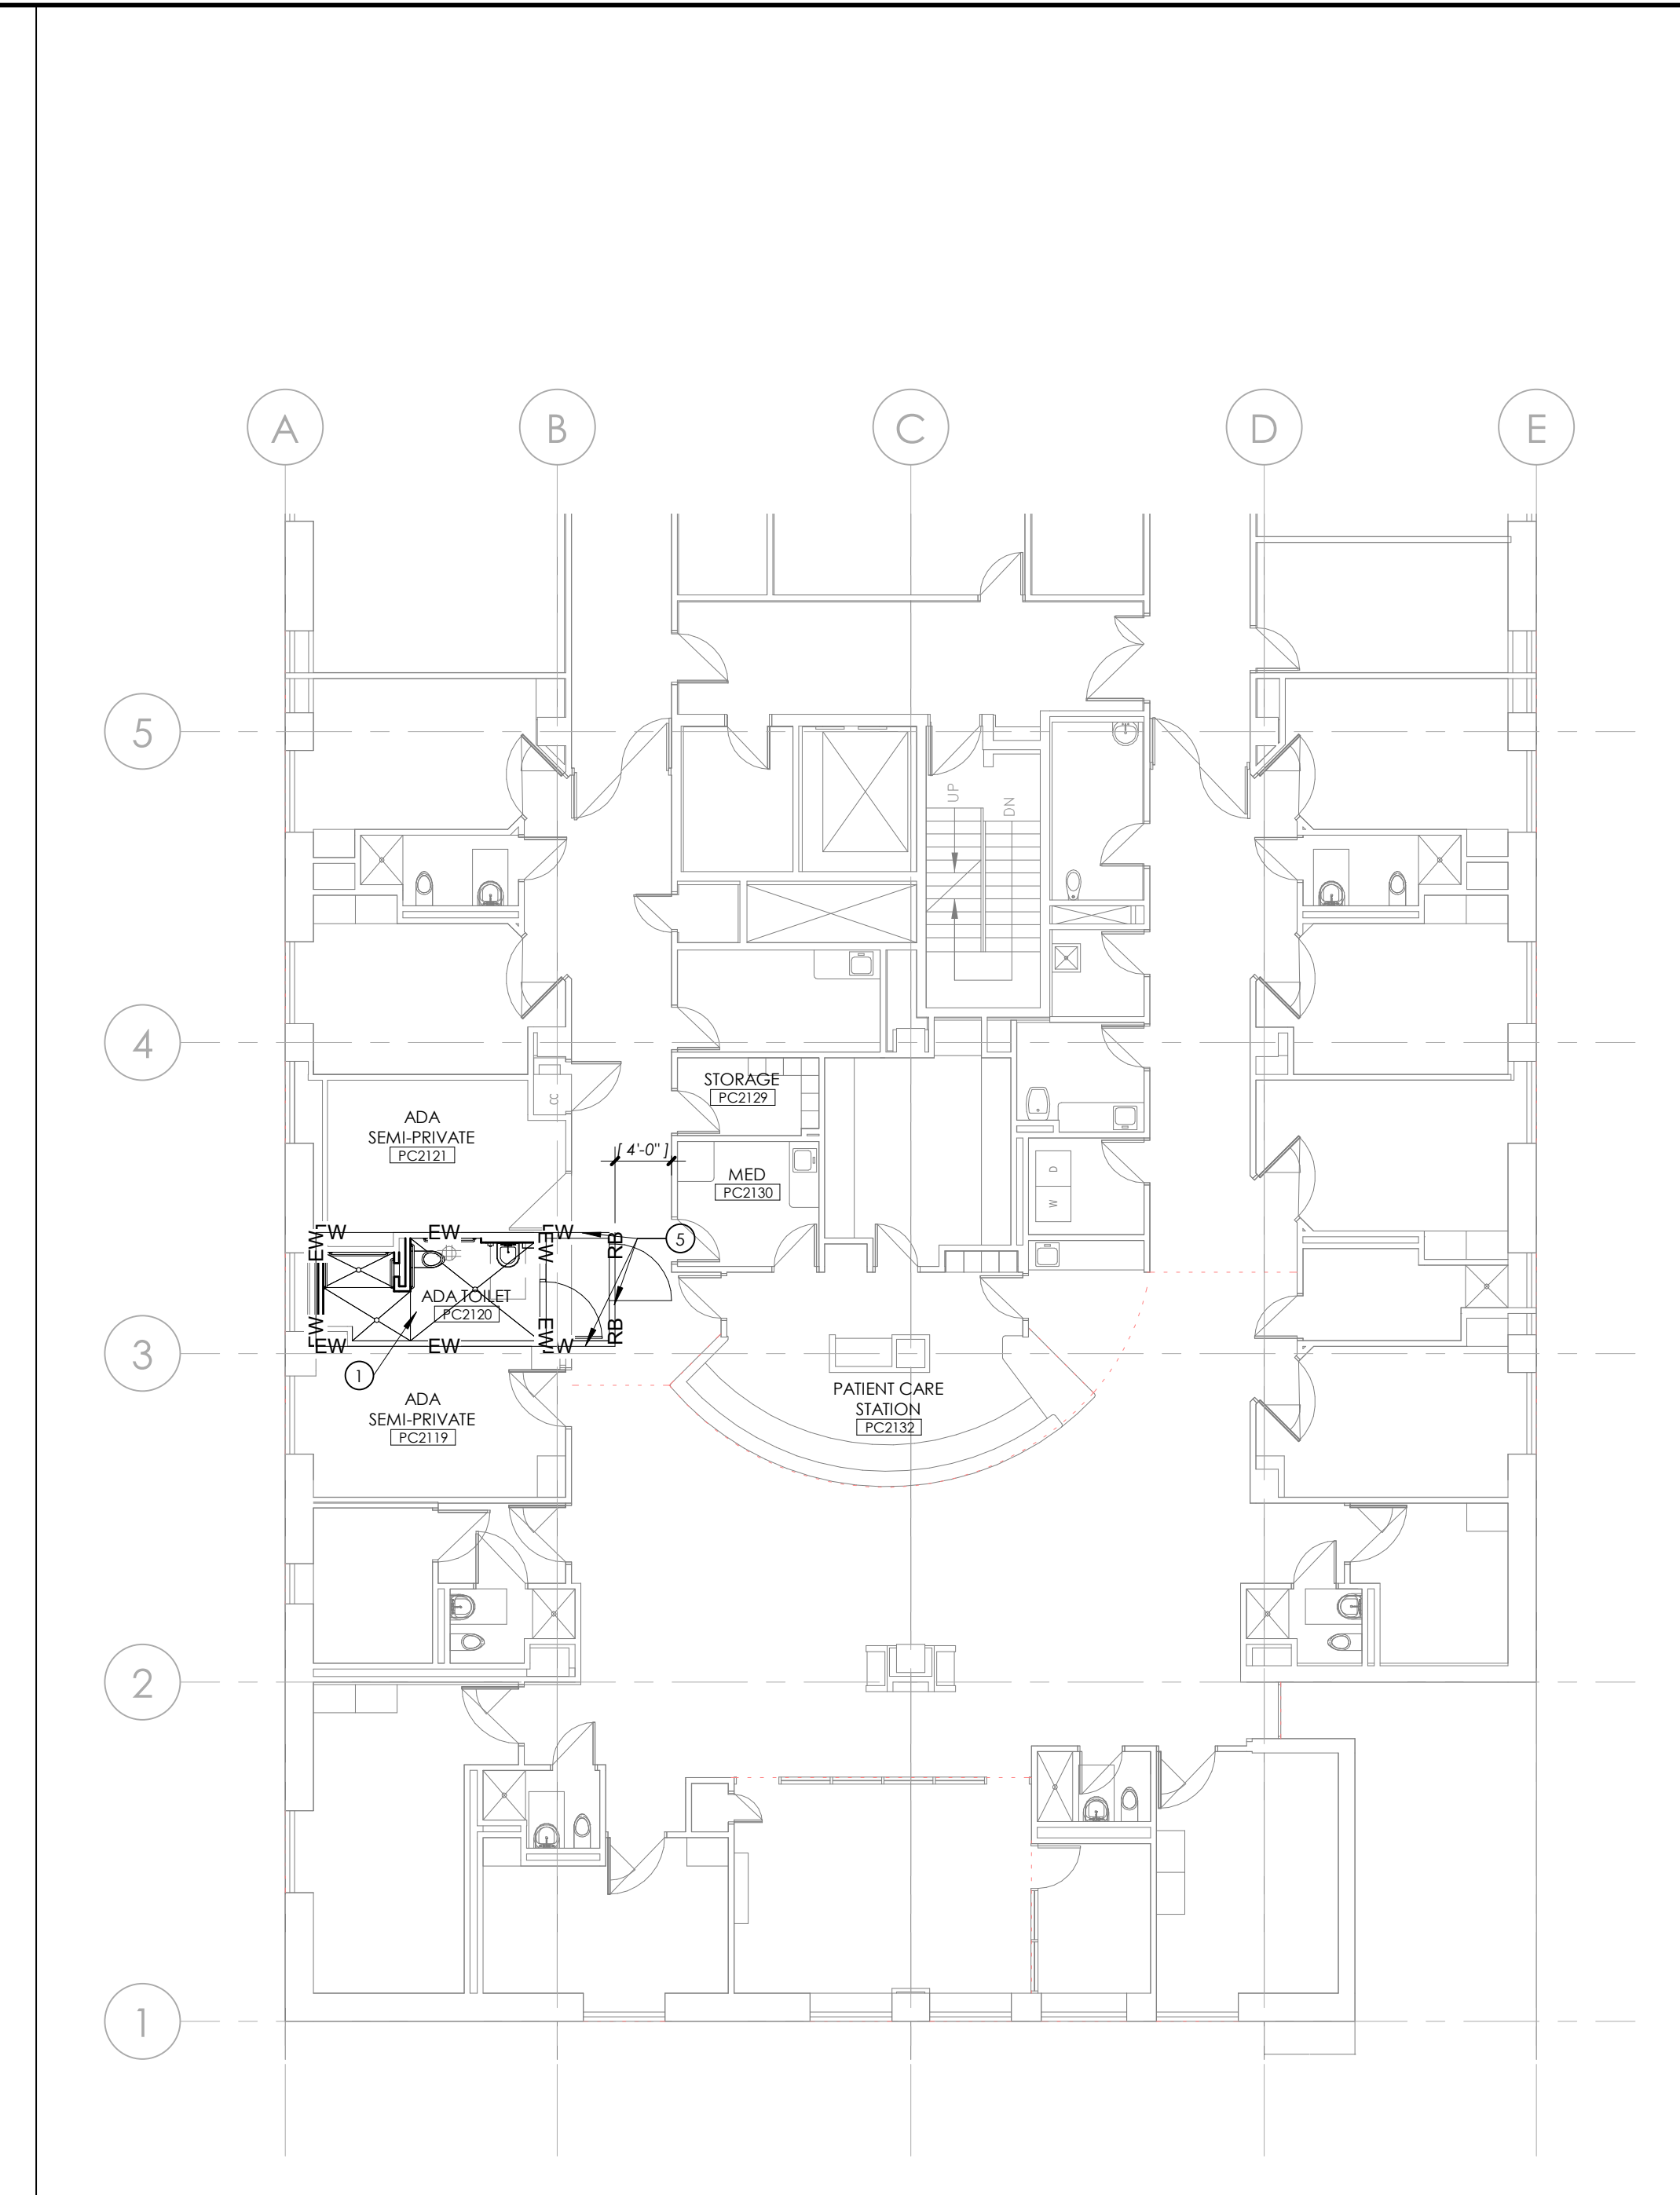 A
B
C
D
E
5
UP
DN
4
CC
STORAGE
PC2129
ADA
SEMI-PRIVATE
PC2121
[ 4'-0" ]
MED
PC2130
D
W
EW
EW
EW
EW
EW
RB
5
ADA TOILET
PC2120
EW
EW
EW
EW
EW
RB
3
1
PATIENT CARE
STATION
PC2132
ADA
SEMI-PRIVATE
PC2119
2
1